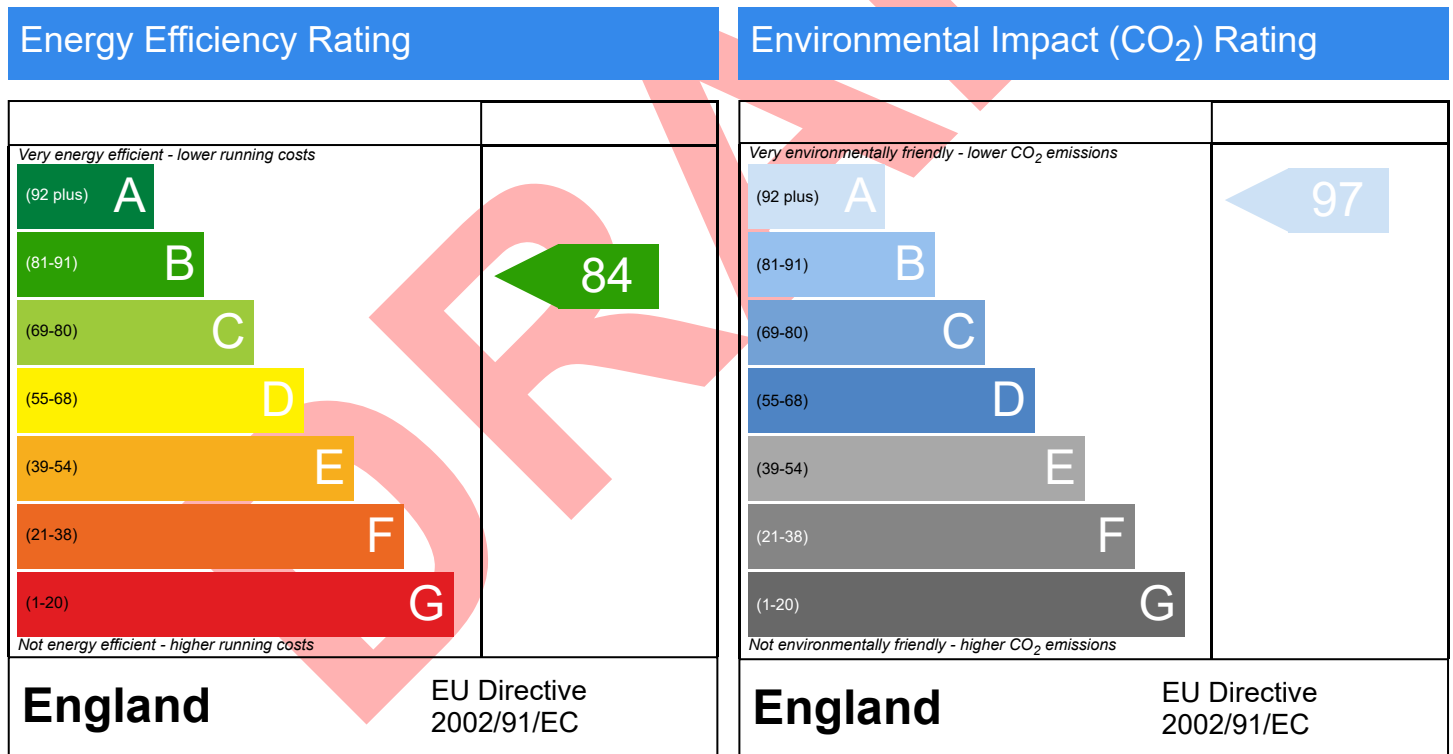 Energy Efficiency Rating
Very energy efficient - lower running costs
(92 plus) A
(81-91) B
(69-80) C
(55-68) D
(39-54) E
(21-38) F
(1-20) G
Not energy efficient - higher running costs
84
England
EU Directive
2002/91/EC
Environmental Impact (CO₂) Rating
Very environmentally friendly - lower CO₂ emissions
(92 plus) A
(81-91) B
(69-80) C
(55-68) D
(39-54) E
(21-38) F
(1-20) G
Not environmentally friendly - higher CO₂ emissions
97
England
EU Directive
2002/91/EC
DRA